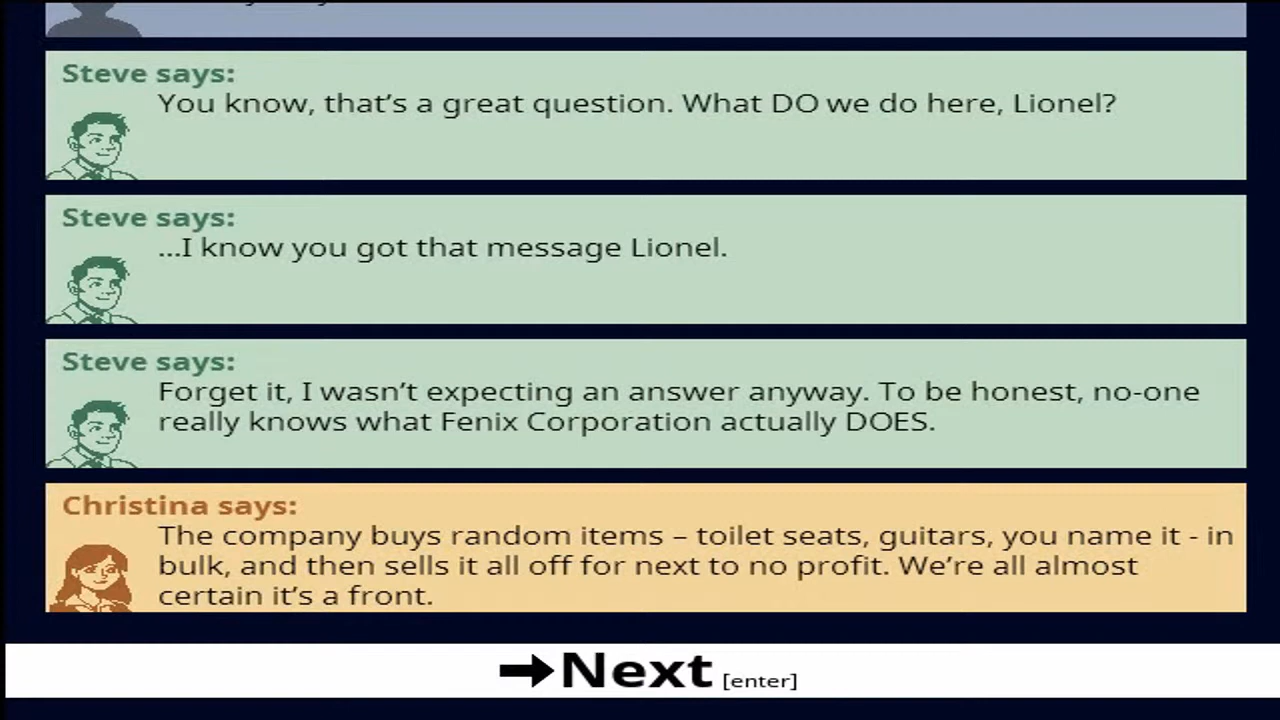 Steve says:
You know, that’s a great question. What DO we do here, Lionel?
Steve says:
...I know you got that message Lionel.
Steve says:
Forget it, I wasn’t expecting an answer anyway. To be honest, no-one
really knows what Fenix Corporation actually DOES.
Christina says:
The company buys random items – toilet seats, guitars, you name it - in
bulk, and then sells it all off for next to no profit. We’re all almost
certain it’s a front.
Next [enter]